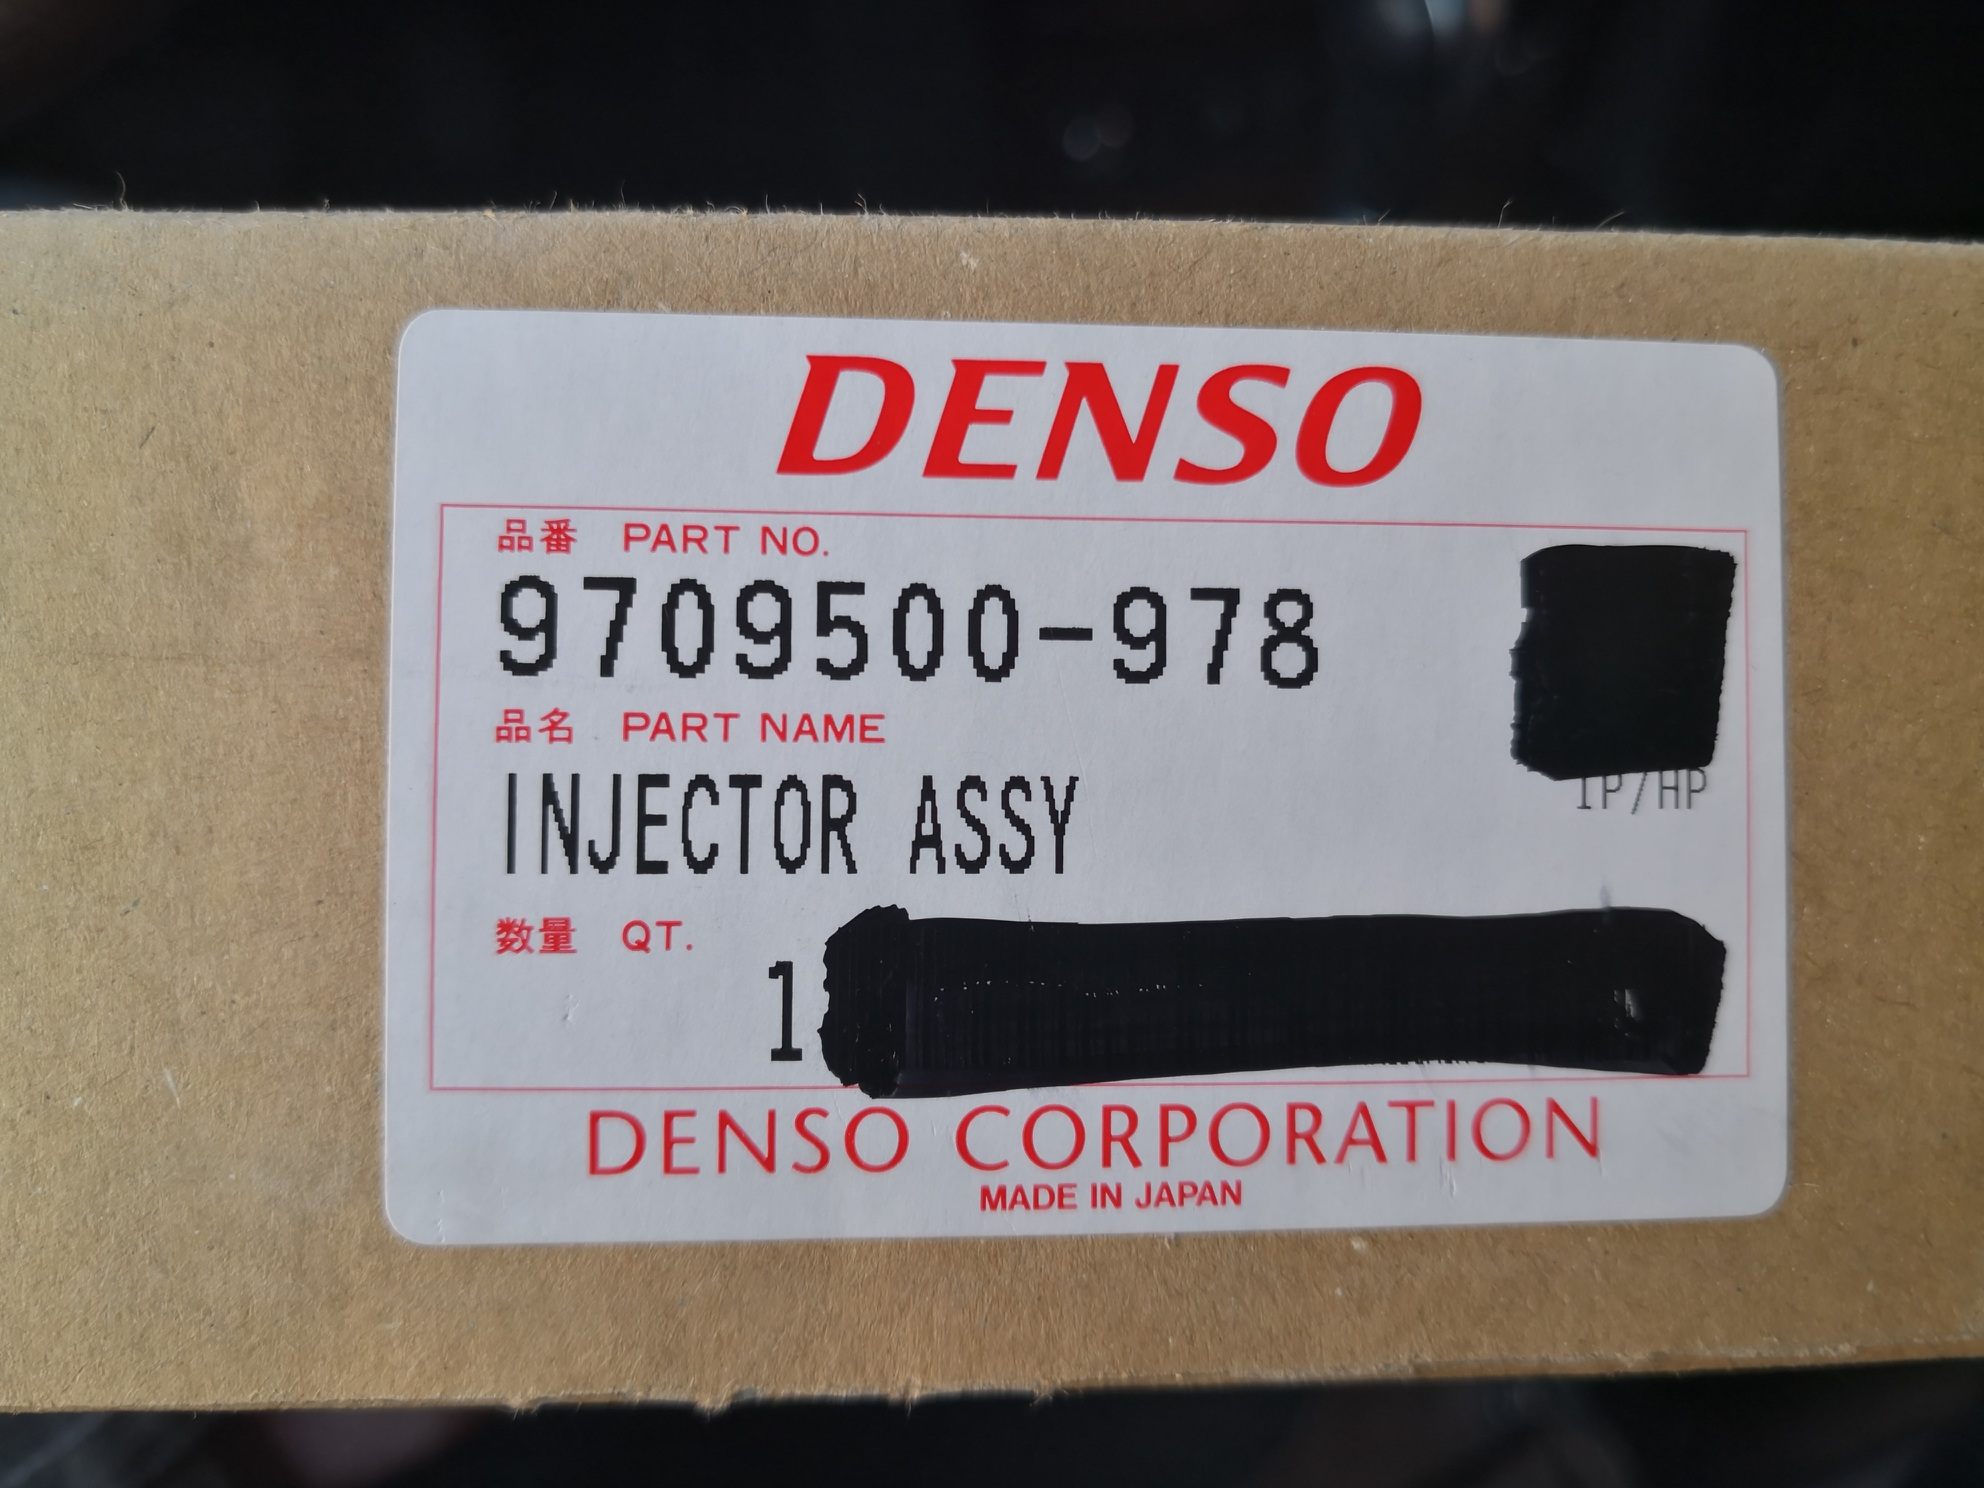 DENSO
品番 PART NO.
9709500-978
品名 PART NAME
INJECTOR ASSY
1P/HP
数量 QT.
1
DENSO CORPORATION
MADE IN JAPAN